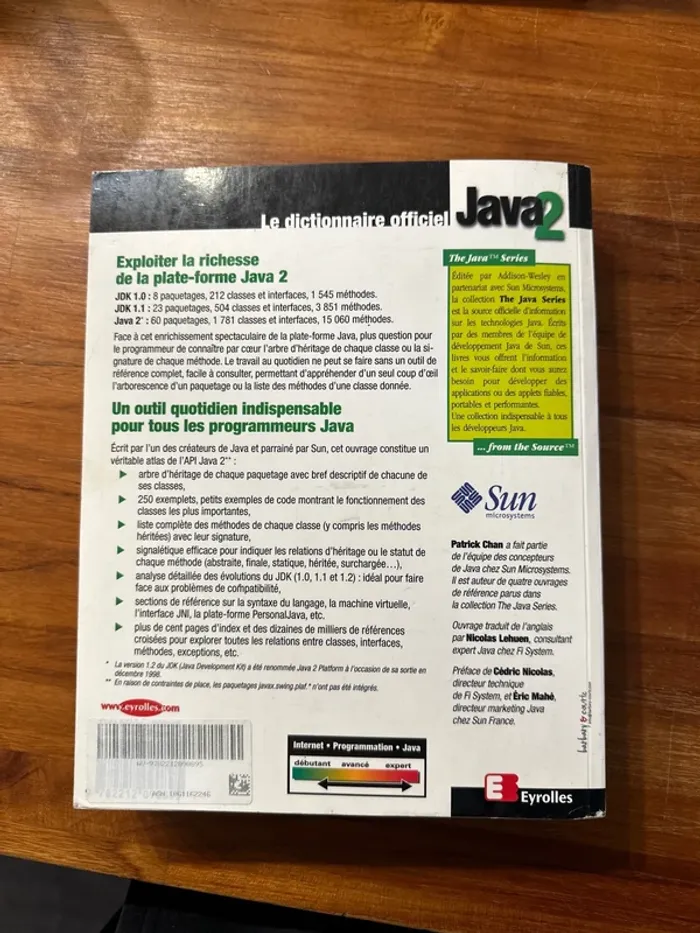 Le dictionnaire officiel Java2
Exploiter la richesse
de la plate-forme Java 2
JDK 1.0 : 8 paquetages, 212 classes et interfaces, 1 545 méthodes.
JDK 1.1 : 23 paquetages, 504 classes et interfaces, 3 851 méthodes.
Java 2* : 60 paquetages, 1 781 classes et interfaces, 15 060 méthodes.
Face à cet enrichissement spectaculaire de la plate-forme Java, plus question pour
le programmeur de connaître par cœur l'arbre d'héritage de chaque classe ou la si-
gnature de chaque méthode. Le travail au quotidien ne peut se faire sans un outil de
référence complet, facile à consulter, permettant d'appréhender d'un seul coup d'œil
l'arborescence d'un paquetage ou la liste des méthodes d'une classe donnée.
Un outil quotidien indispensable
pour tous les programmeurs Java
Écrit par l'un des créateurs de Java et parrainé par Sun, cet ouvrage constitue un
véritable atlas de l'API Java 2** :
arbre d'héritage de chaque paquetage avec bref descriptif de chacune de
ses classes,
250 exemplets, petits exemples de code montrant le fonctionnement des
classes les plus importantes,
liste complète des méthodes de chaque classe (y compris les méthodes
héritées) avec leur signature,
signalétique efficace pour indiquer les relations d'héritage ou le statut de
chaque méthode (abstraite, finale, statique, héritée, surchargée...),
analyse détaillée des évolutions du JDK (1.0, 1.1 et 1.2) : idéal pour faire
face aux problèmes de compatibilité,
sections de référence sur la syntaxe du langage, la machine virtuelle,
l'interface JNI, la plate-forme PersonalJava, etc.
plus de cent pages d'index et des dizaines de milliers de références
croisées pour explorer toutes les relations entre classes, interfaces,
méthodes, exceptions, etc.
* La version 1.2 du JDK (Java Development Kit) a été renommée Java 2 Platform à l'occasion de sa sortie en
décembre 1998.
** En raison de contraintes de place, les paquetages javax.swing.plaf.* n'ont pas été intégrés.
www.eyrolles.com
Internet • Programmation • Java
débutant avancé expert
The Java™ Series
Éditée par Addison-Wesley en
partenariat avec Sun Microsystems,
la collection The Java Series
est la source officielle d'information
sur les technologies Java. Écrits
par des membres de l'équipe de
développement Java de Sun, ces
livres vous offrent l'information
et le savoir-faire dont vous aurez
besoin pour développer des
applications ou des applets fiables,
portables et performantes.
Une collection indispensable à tous
les développeurs Java.
... from the Source™
Sun
microsystems
Patrick Chan a fait partie
de l'équipe des concepteurs
de Java chez Sun Microsystems.
Il est auteur de quatre ouvrages
de référence parus dans
la collection The Java Series.
Ouvrage traduit de l'anglais
par Nicolas Lehuen, consultant
expert Java chez Fi System.
Préface de Cédric Nicolas,
directeur technique
de Fi System, et Éric Mahé,
directeur marketing Java
chez Sun France.
barbary & courte
Eyrolles